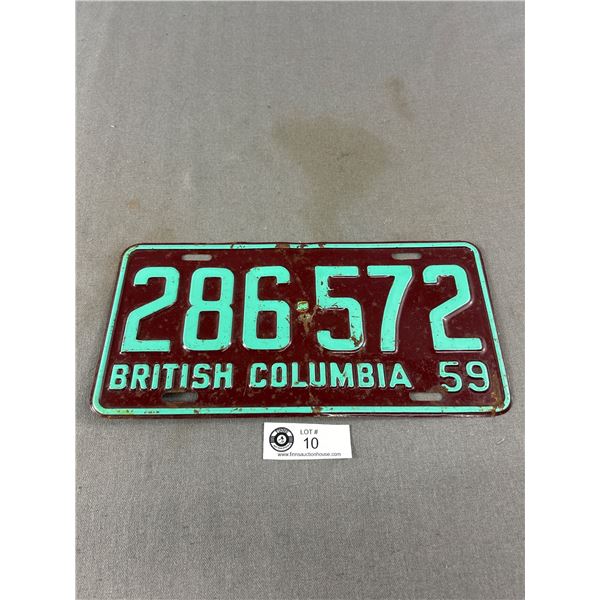 286 572
BRITISH COLUMBIA 59
LOT #
10
www.finnsauctionhouse.com